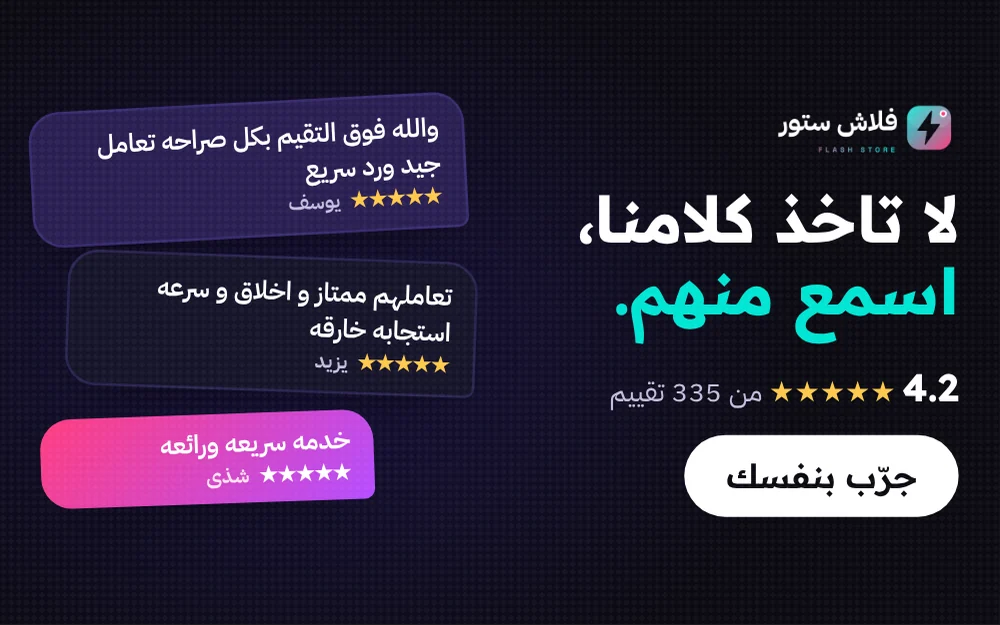 فلاش ستور
FLASH STORE
لا تاخذ كلامنا،
اسمع منهم.
4.2 ★★★★★ من 335 تقييم
جرّب بنفسك
والله فوق التقيم بكل صراحه تعامل
جيد ورد سريع
★★★★★ يوسف
تعاملهم ممتاز و اخلاق و سرعه
استجابه خارقه
★★★★★ يزيد
خدمه سريعه ورائعه
★★★★★ شذى